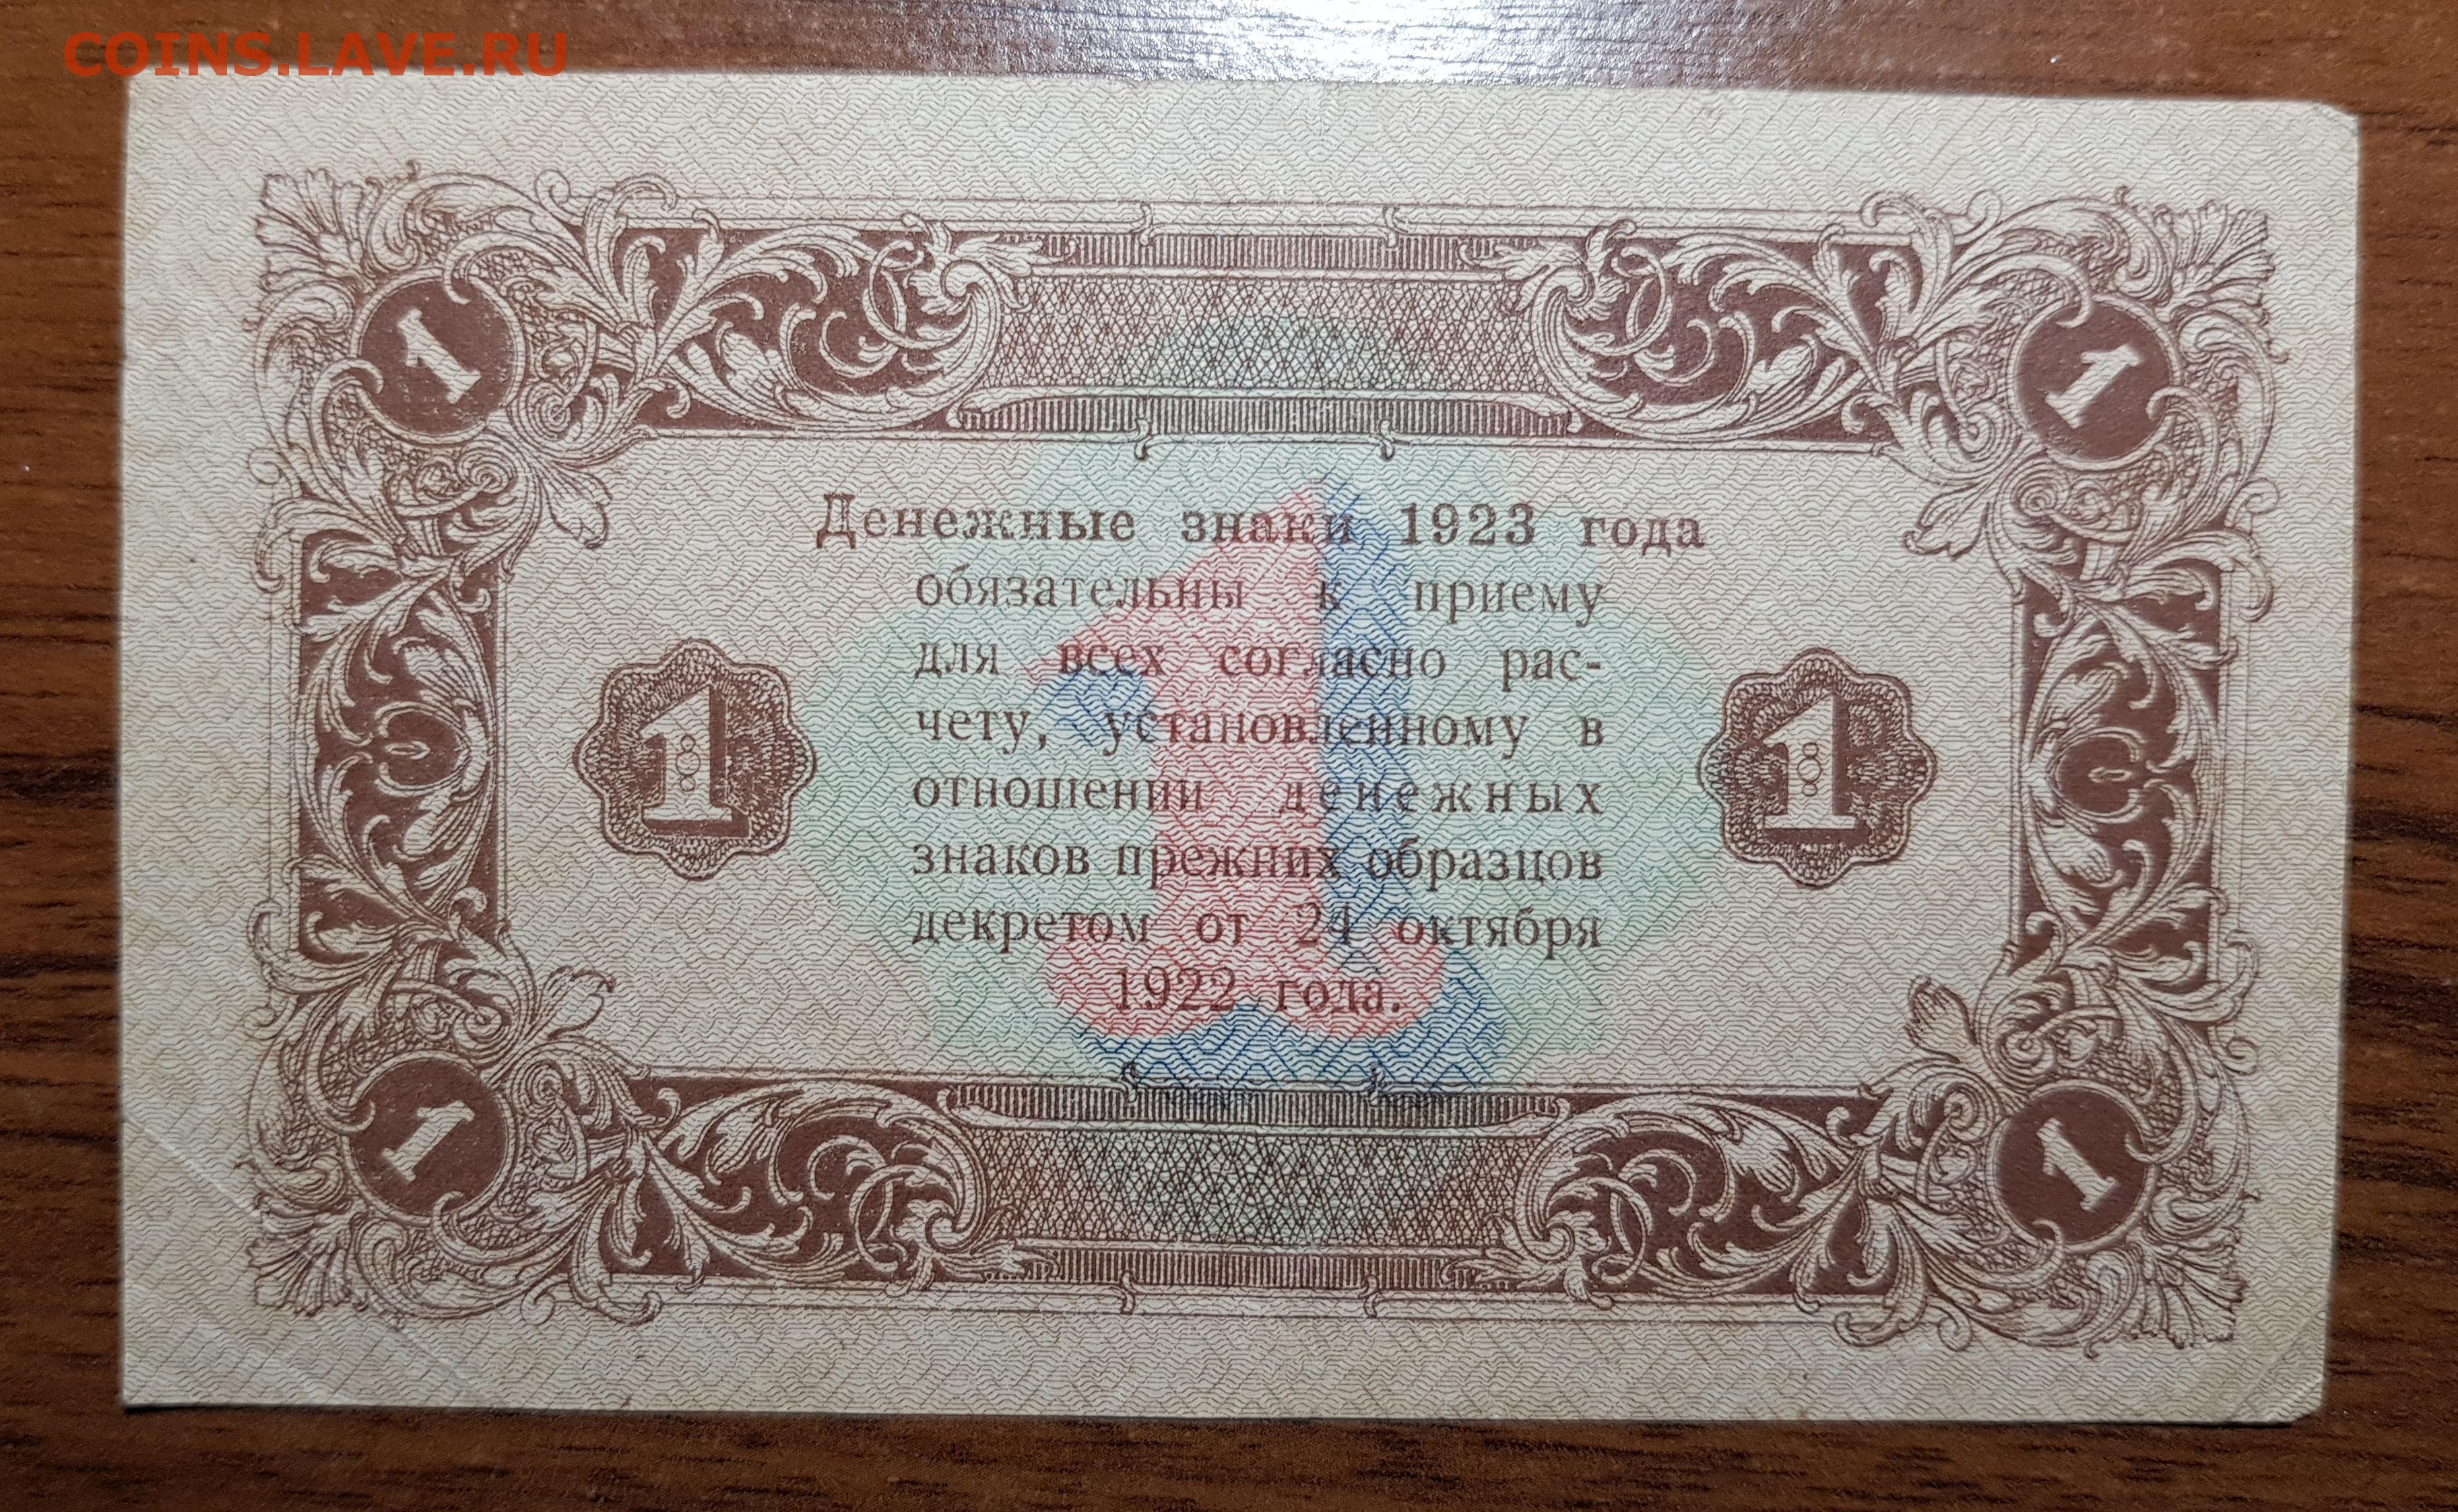 COINS.LAVE.RU
1
1
Денежные знаки 1923 года
обязательны к приему
для всех согласно рас-
чету, установленному в
отношении денежных
знаков прежних образцов
декретом от 24 октября
1922 года.
1
1
1
1
1